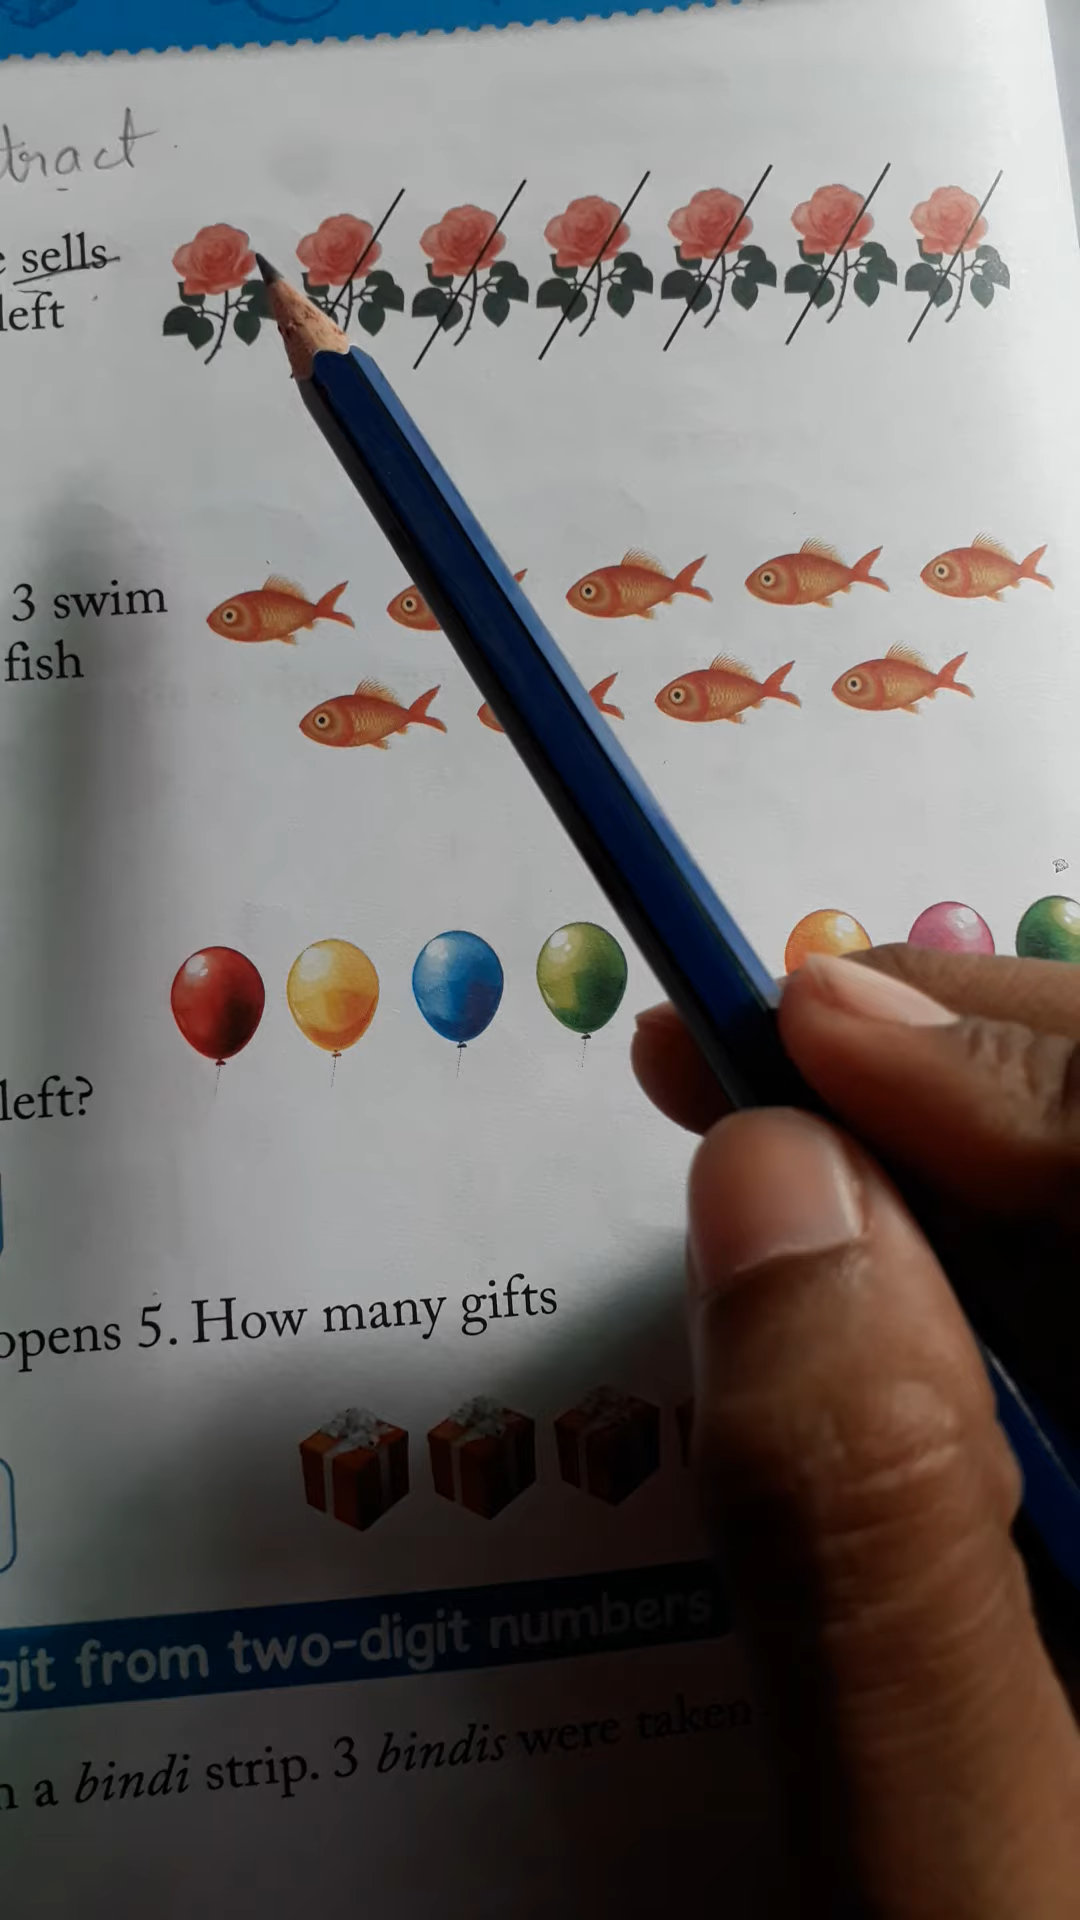 tract
sells
left
3 swim
fish
left?
opens 5. How many gifts
git from two-digit numbers
a bindi strip. 3 bindis were taken